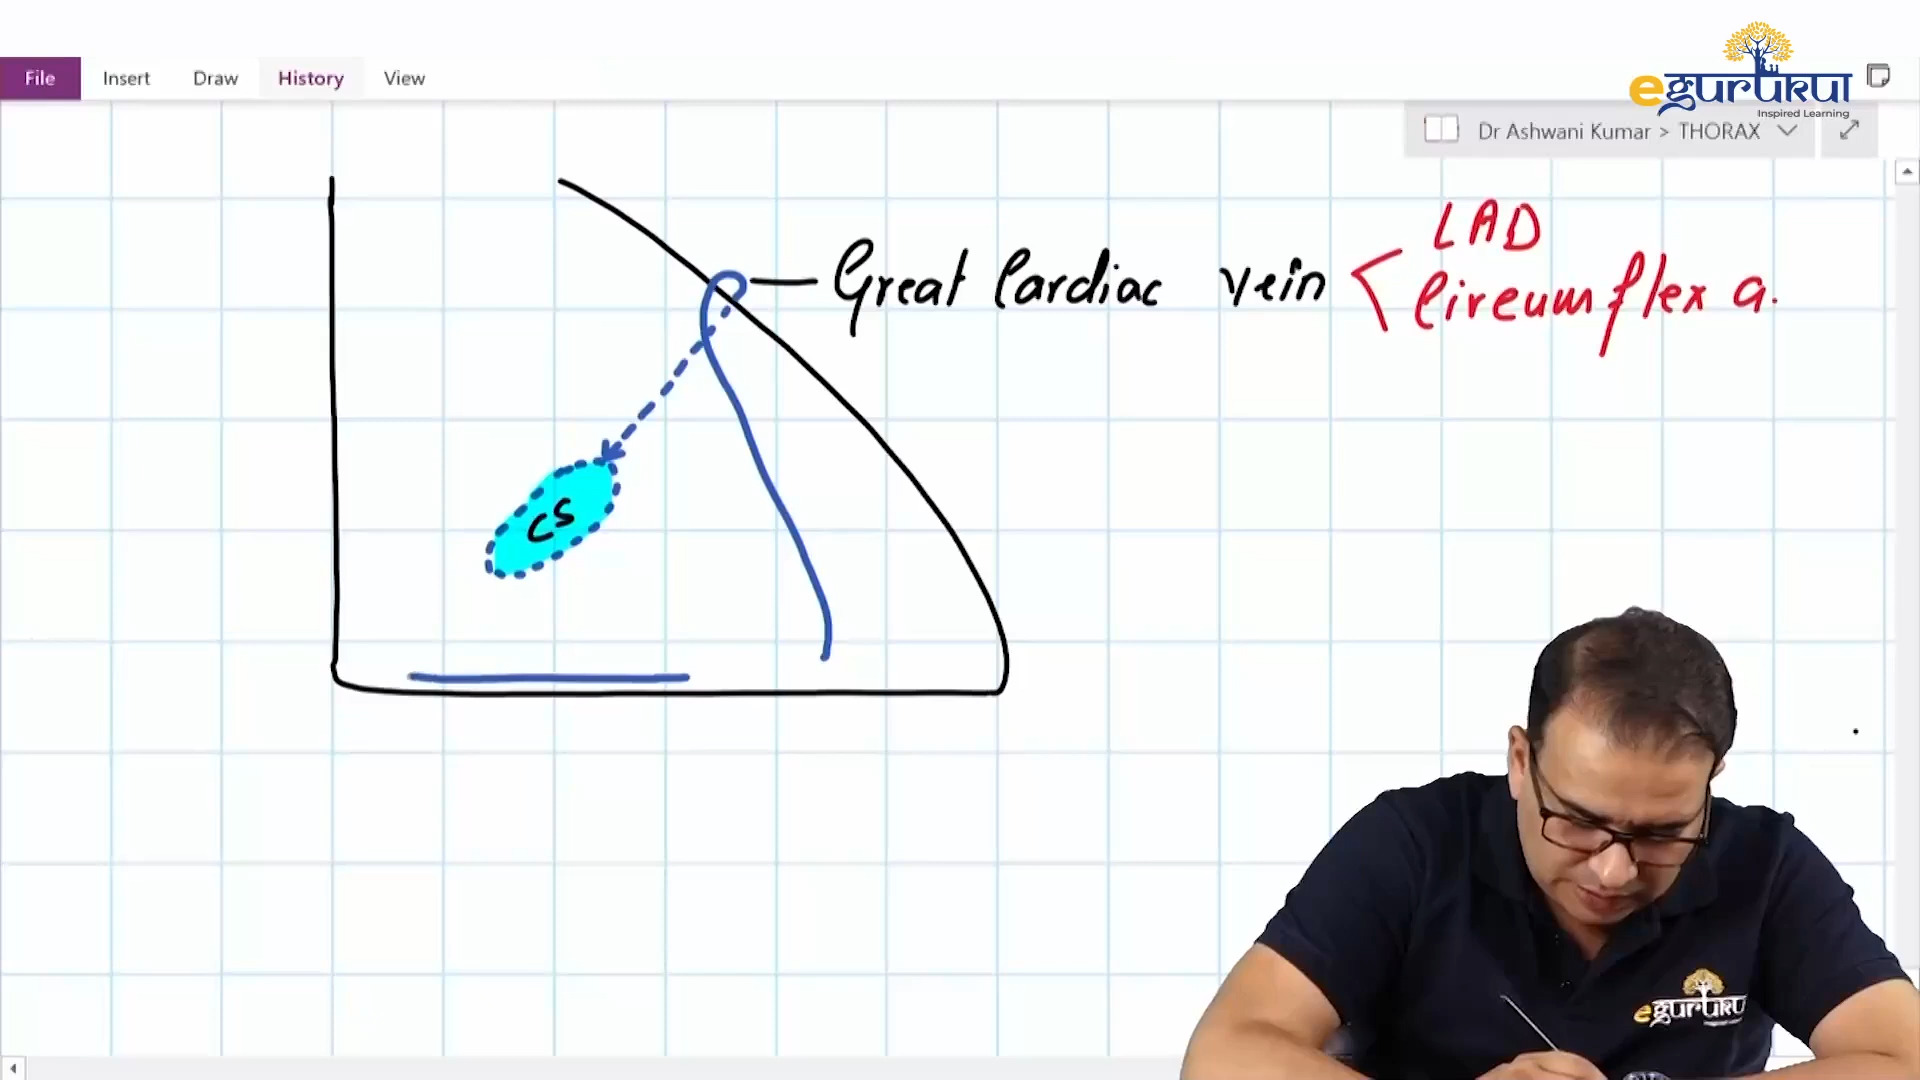 egurukul
Inspired Learning
File Insert Draw History View
Dr Ashwani Kumar > THORAX
LAD
Great Cardiac vein < Circumflex a.
CS
egurukul